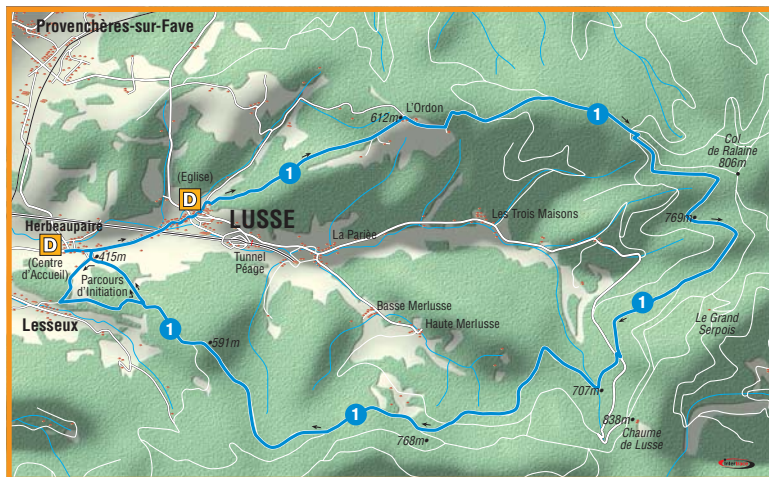 Provenchères-sur-Fave
L'Ordon
612m
1
1
Col
de Ralaine
806m
(Eglise)
D
LUSSE
Les Trois Maisons
769m
Herbeaupaire
D
(Centre
d'Accueil)
415m
La Parièe
Tunnel
Péage
Parcours
d'Initiation
Basse Merlusse
1
Le Grand
Serpois
Lesseux
1
Haute Merlusse
591m
707m
1
838m
Chaume
de Lusse
768m